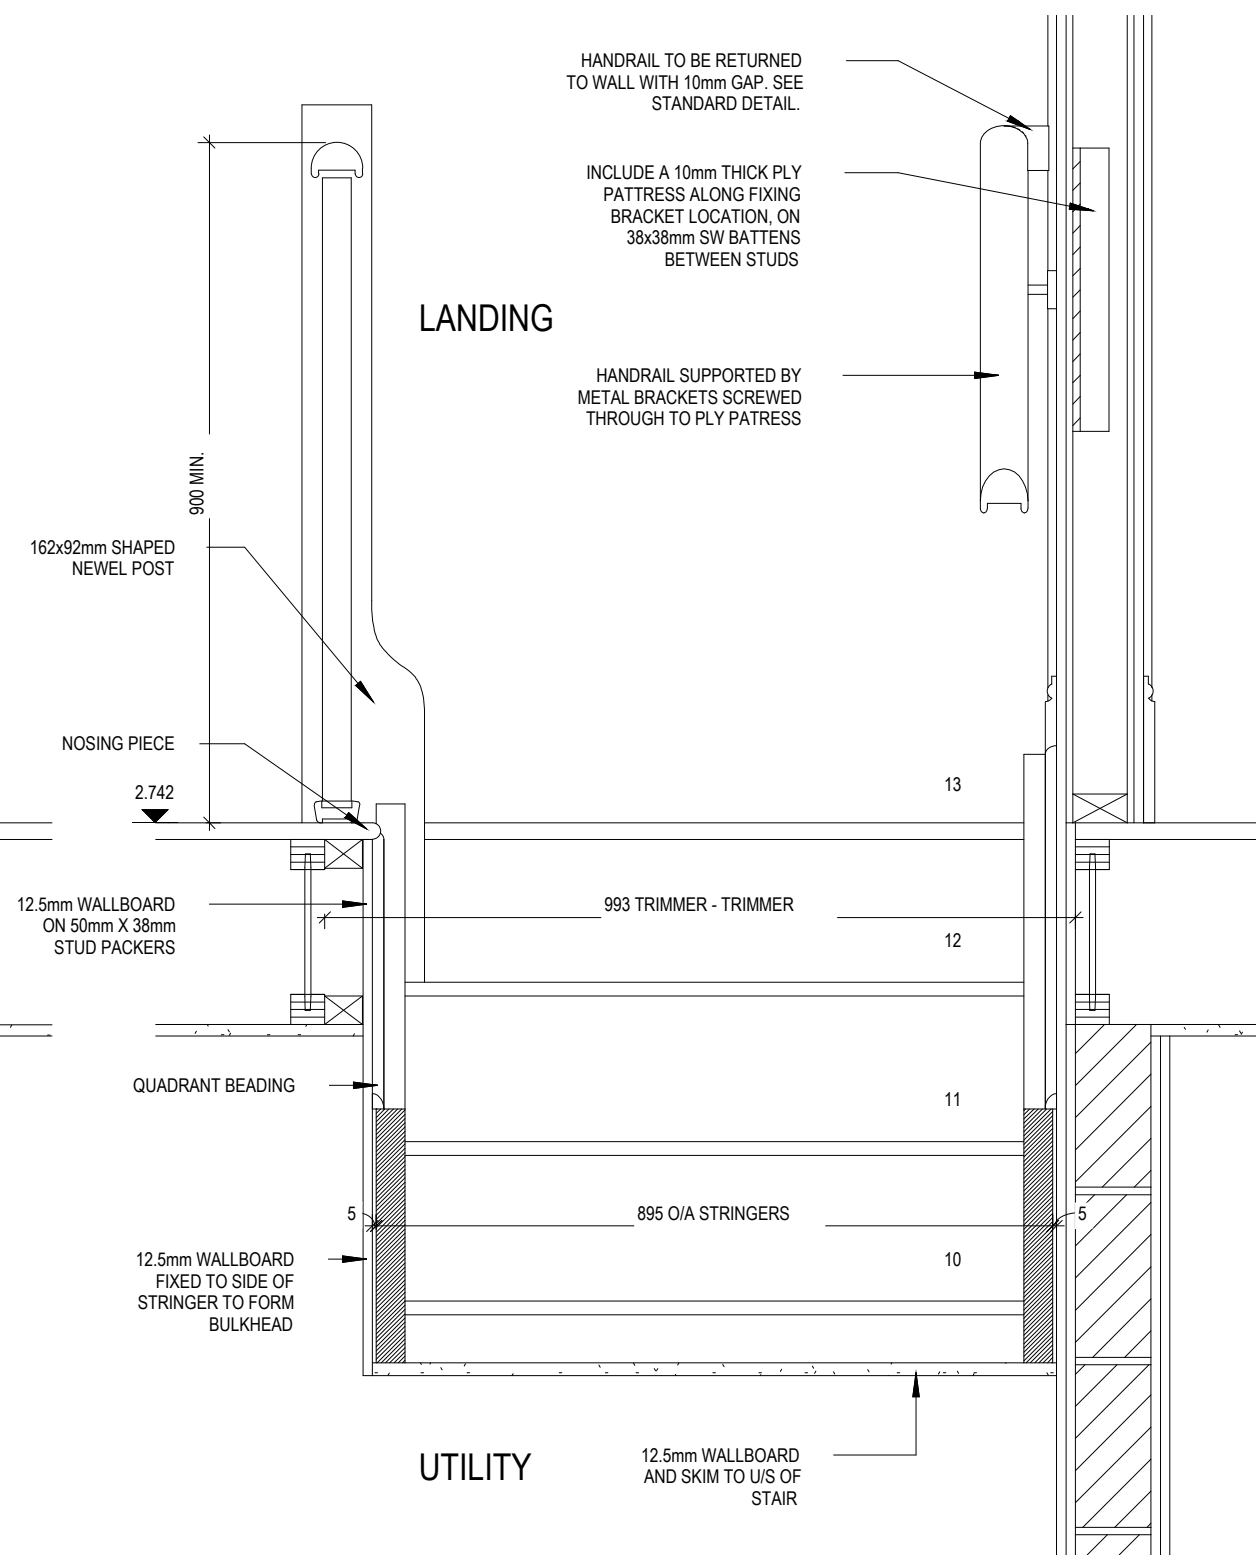 HANDRAIL TO BE RETURNED
TO WALL WITH 10mm GAP. SEE
STANDARD DETAIL.
INCLUDE A 10mm THICK PLY
PATTRESS ALONG FIXING
BRACKET LOCATION, ON
38x38mm SW BATTENS
BETWEEN STUDS
LANDING
HANDRAIL SUPPORTED BY
METAL BRACKETS SCREWED
THROUGH TO PLY PATRESS
900 MIN.
162x92mm SHAPED
NEWEL POST
NOSING PIECE
2.742
13
12.5mm WALLBOARD
ON 50mm X 38mm
STUD PACKERS
993 TRIMMER - TRIMMER
12
QUADRANT BEADING
11
5
895 O/A STRINGERS
5
12.5mm WALLBOARD
FIXED TO SIDE OF
STRINGER TO FORM
BULKHEAD
10
UTILITY
12.5mm WALLBOARD
AND SKIM TO U/S OF
STAIR